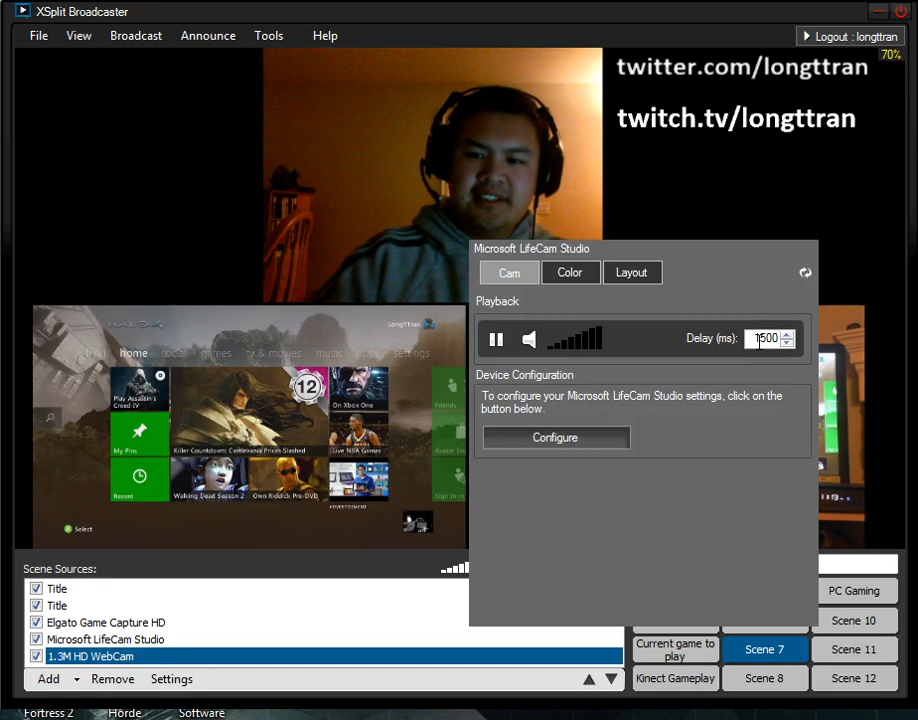 XSplit Broadcaster
File View Broadcast Announce Tools Help
Logout : longttran
70%
twitter.com/longttran
twitch.tv/longttran
Microsoft LifeCam Studio
Cam Color Layout
Playback
Delay (ms): 1500
Device Configuration
To configure your Microsoft LifeCam Studio settings, click on the
button below.
Configure
LongTTran
home social games tv & movies music settings
Play Assassin's
Creed IV
My Pins
Recent
12
Killer Countdown: Castlevania Prices Slashed
Walking Dead Season 2
Own Riddick Pre-DVD
On Xbox One
Live NBA Games
ADVERTISEMENT
Friends
Select
Scene Sources:
Title
Title
Elgato Game Capture HD
Microsoft LifeCam Studio
1.3M HD WebCam
Add Remove Settings
PC Gaming
Scene 10
Current game to
play
Scene 7
Scene 11
Kinect Gameplay
Scene 8
Scene 12
Fortress 2 Hörde Software